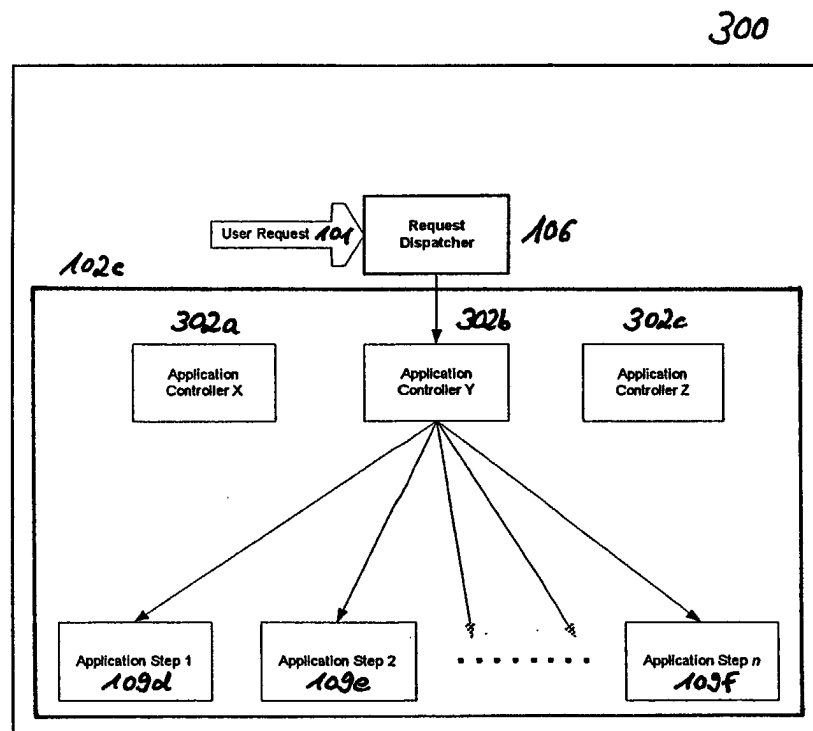 300
User Request 101
Request
Dispatcher
106
102c
302a
302b
302c
Application
Controller X
Application
Controller Y
Application
Controller Z
Application Step 1
109d
Application Step 2
109e
Application Step n
109f